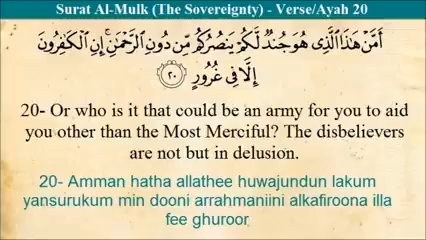 Surat Al-Mulk (The Sovereignty) - Verse/Ayah 20
أَمَّنْ هَٰذَا الَّذِي هُوَ جُندٌ لَّكُمْ يَنصُرُكُم مِّن دُونِ الرَّحْمَٰنِ ۚ إِنِ الْكَافِرُونَ
إِلَّا فِي غُرُورٍ ٢٠
20- Or who is it that could be an army for you to aid
you other than the Most Merciful? The disbelievers
are not but in delusion.
20- Amman hatha allathee huwajundun lakum
yansurukum min dooni arrahmaniini alkafiroona illa
fee ghuroor